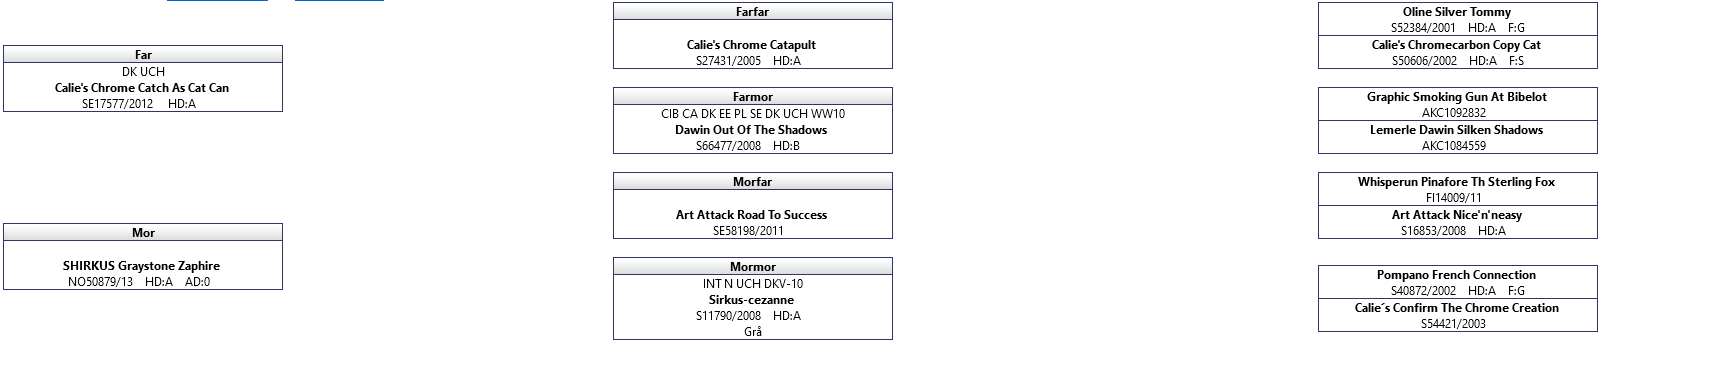 Far
DK UCH
Calie's Chrome Catch As Cat Can
SE17577/2012 HD:A
Mor
SHIRKUS Graystone Zaphire
NO50879/13 HD:A AD:0
Farfar
Calie's Chrome Catapult
S27431/2005 HD:A
Farmor
CIB CA DK EE PL SE DK UCH WW10
Dawin Out Of The Shadows
S66477/2008 HD:B
Morfar
Art Attack Road To Success
SE58198/2011
Mormor
INT N UCH DKV-10
Sirkus-cezanne
S11790/2008 HD:A
Grå
Oline Silver Tommy
S52384/2001 HD:A F:G
Calie's Chromecarbon Copy Cat
S50606/2002 HD:A F:S
Graphic Smoking Gun At Bibelot
AKC1092832
Lemerle Dawin Silken Shadows
AKC1084559
Whisperun Pinafore Th Sterling Fox
FI14009/11
Art Attack Nice'n'neasy
S16853/2008 HD:A
Pompano French Connection
S40872/2002 HD:A F:G
Calie´s Confirm The Chrome Creation
S54421/2003